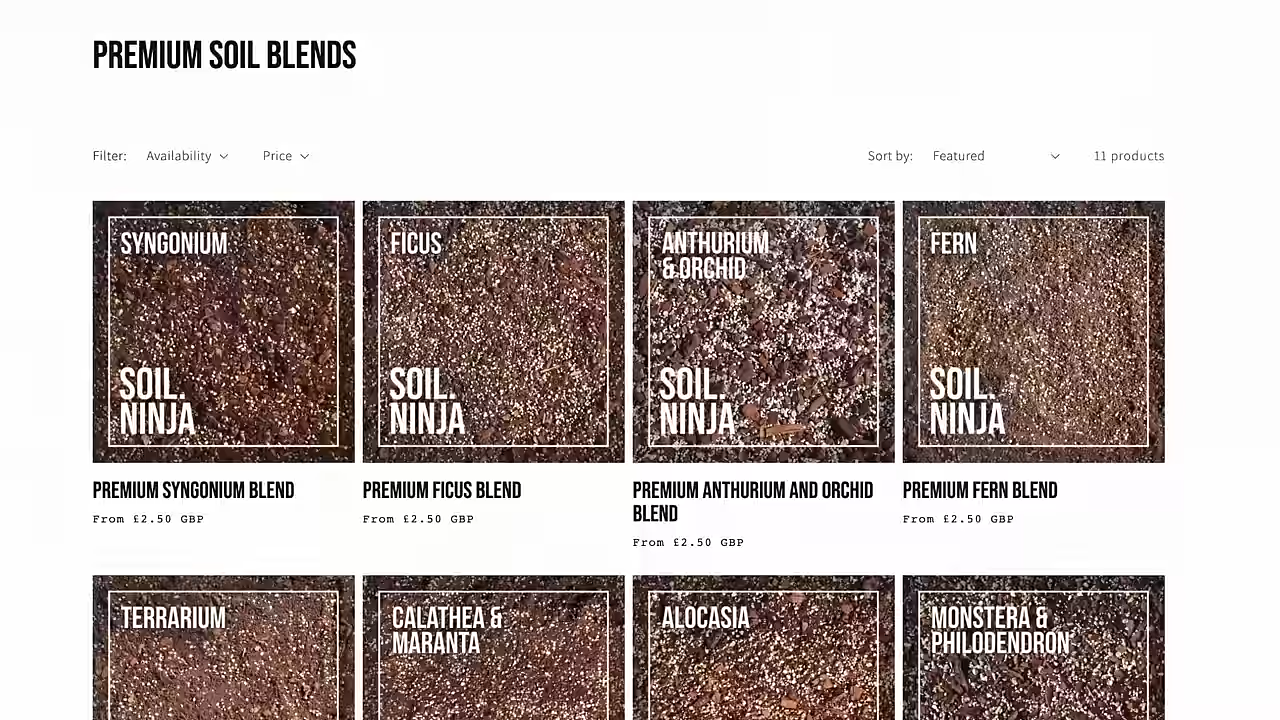 PREMIUM SOIL BLENDS
Filter: Availability Price Sort by: Featured 11 products
SYNGONIUM
SOIL.
NINJA
FICUS
SOIL.
NINJA
ANTHURIUM
& ORCHID
SOIL.
NINJA
FERN
SOIL.
NINJA
PREMIUM SYNGONIUM BLEND
From £2.50 GBP
PREMIUM FICUS BLEND
From £2.50 GBP
PREMIUM ANTHURIUM AND ORCHID
BLEND
From £2.50 GBP
PREMIUM FERN BLEND
From £2.50 GBP
TERRARIUM
CALATHEA &
MARANTA
ALOCASIA
MONSTERA &
PHILODENDRON